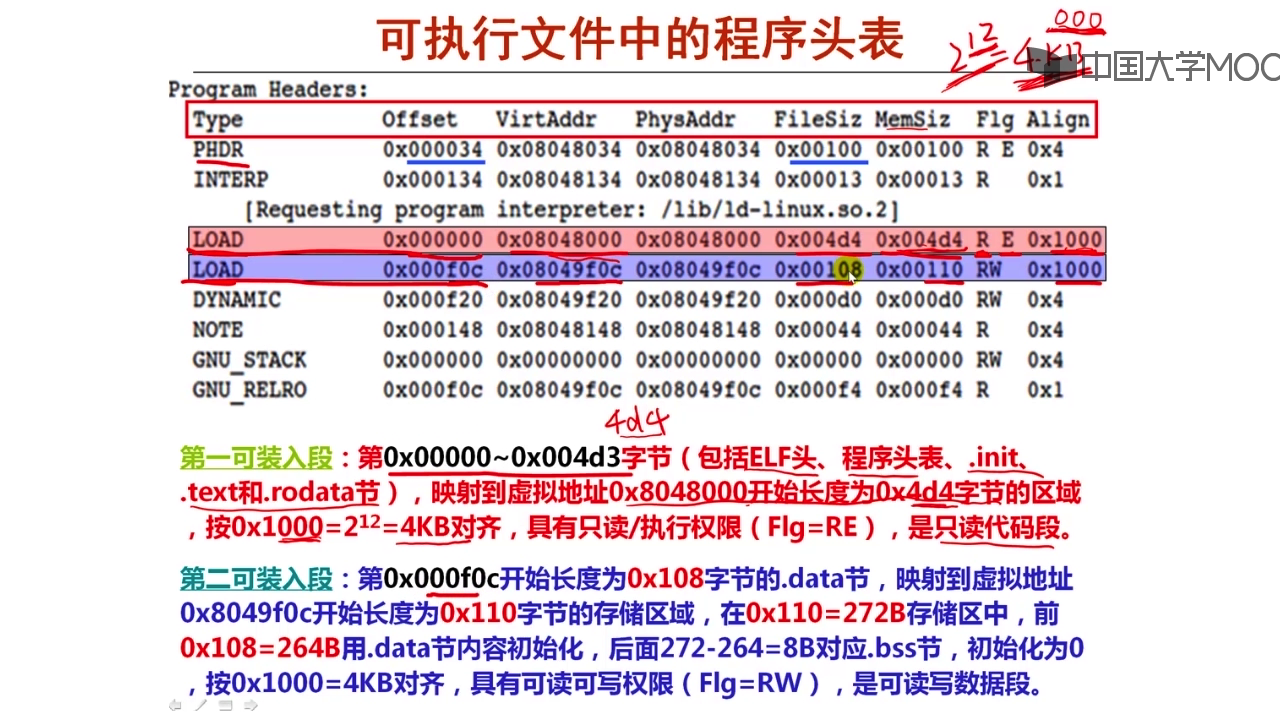 可执行文件中的程序头表
2¹²=4KB
000
中国大学MOO
Program Headers:
Type Offset VirtAddr PhysAddr FileSiz MemSiz Flg Align
PHDR 0x000034 0x08048034 0x08048034 0x00100 0x00100 R E 0x4
INTERP 0x000134 0x08048134 0x08048134 0x00013 0x00013 R 0x1
[Requesting program interpreter: /lib/ld-linux.so.2]
LOAD 0x000000 0x08048000 0x08048000 0x004d4 0x004d4 R E 0x1000
LOAD 0x000f0c 0x08049f0c 0x08049f0c 0x00108 0x00110 RW 0x1000
DYNAMIC 0x000f20 0x08049f20 0x08049f20 0x000d0 0x000d0 RW 0x4
NOTE 0x000148 0x08048148 0x08048148 0x00044 0x00044 R 0x4
GNU_STACK 0x000000 0x00000000 0x00000000 0x00000 0x00000 RW 0x4
GNU_RELRO 0x000f0c 0x08049f0c 0x08049f0c 0x000f4 0x000f4 R 0x1
4d4
第一可装入段：第0x00000~0x004d3字节（包括ELF头、程序头表、.init、
.text和.rodata节），映射到虚拟地址0x8048000开始长度为0x4d4字节的区域
，按0x1000=2¹²=4KB对齐，具有只读/执行权限（Flg=RE），是只读代码段。
第二可装入段：第0x000f0c开始长度为0x108字节的.data节，映射到虚拟地址
0x8049f0c开始长度为0x110字节的存储区域，在0x110=272B存储区中，前
0x108=264B用.data节内容初始化，后面272-264=8B对应.bss节，初始化为0
，按0x1000=4KB对齐，具有可读可写权限（Flg=RW），是可读写数据段。